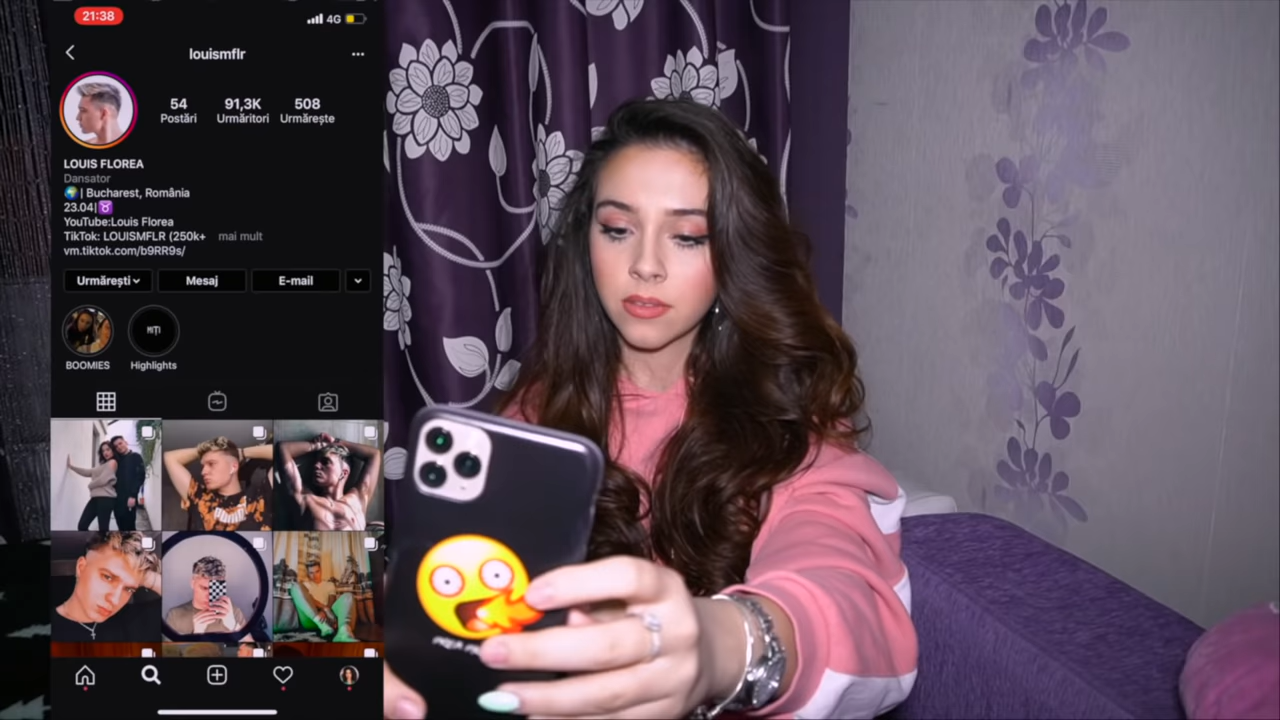 21:38
4G
louismflr
54 91,3K 508
Postări Urmăritori Urmărește
LOUIS FLOREA
Dansator
🌍 | Bucharest, România
23.04|♉
YouTube:Louis Florea
TikTok: LOUISMFLR (250k+ mai mult
vm.tiktok.com/b9RR9s/
Urmărești Mesaj E-mail
HIȚI
BOOMIES Highlights